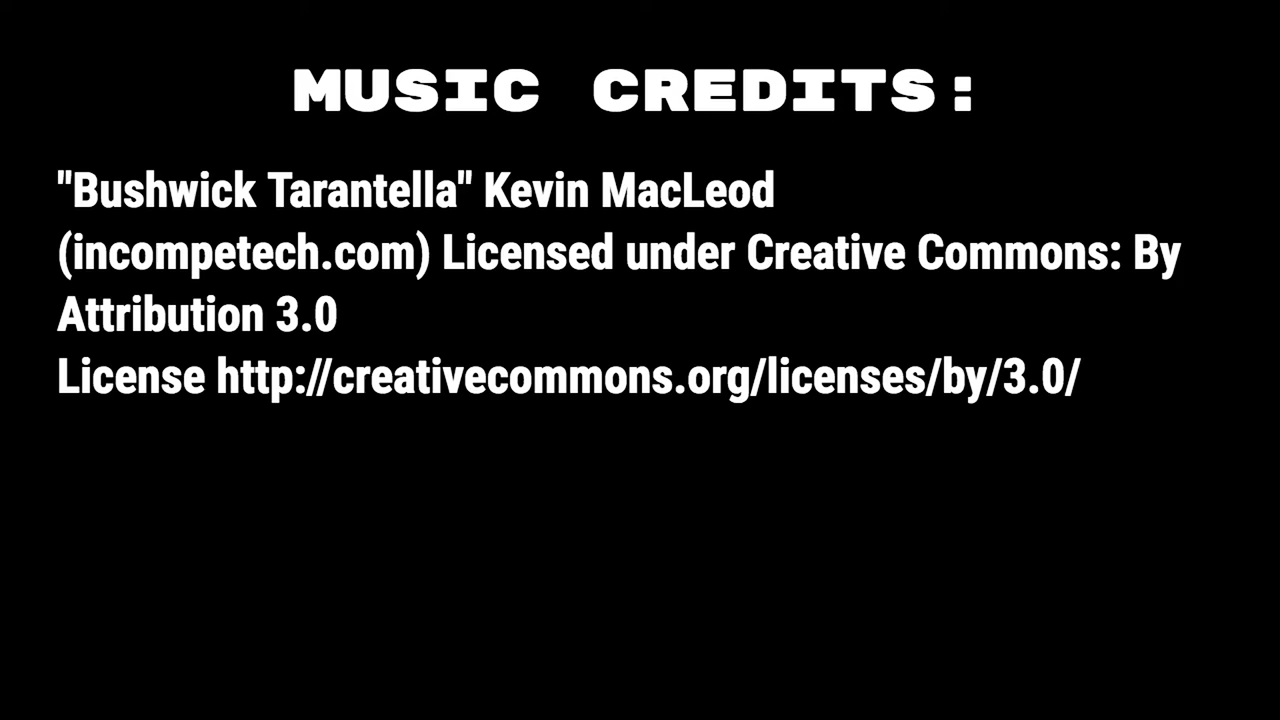 MUSIC CREDITS:
"Bushwick Tarantella" Kevin MacLeod
(incompetech.com) Licensed under Creative Commons: By
Attribution 3.0
License http://creativecommons.org/licenses/by/3.0/